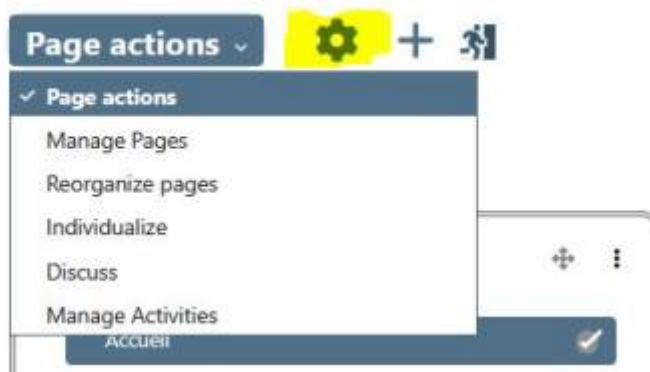 Page actions
Page actions
Manage Pages
Reorganize pages
Individualize
Discuss
Manage Activities
Accueil